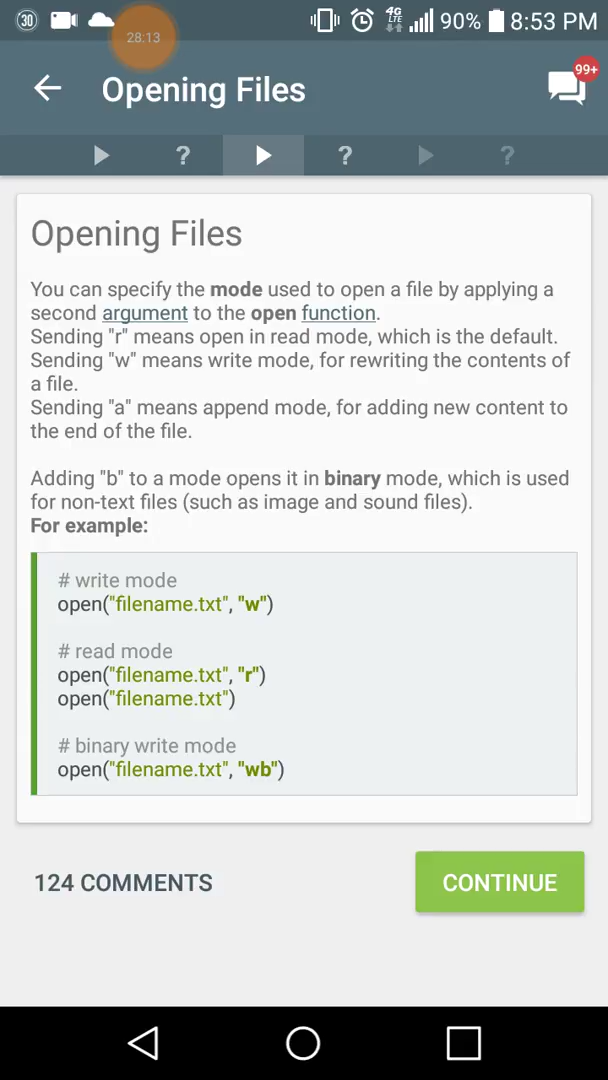 30
28:13
4G
LTE
90%
8:53 PM
Opening Files
99+
?
?
?
Opening Files
You can specify the mode used to open a file by applying a
second argument to the open function.
Sending "r" means open in read mode, which is the default.
Sending "w" means write mode, for rewriting the contents of
a file.
Sending "a" means append mode, for adding new content to
the end of the file.
Adding "b" to a mode opens it in binary mode, which is used
for non-text files (such as image and sound files).
For example:
# write mode
open("filename.txt", "w")
# read mode
open("filename.txt", "r")
open("filename.txt")
# binary write mode
open("filename.txt", "wb")
124 COMMENTS
CONTINUE